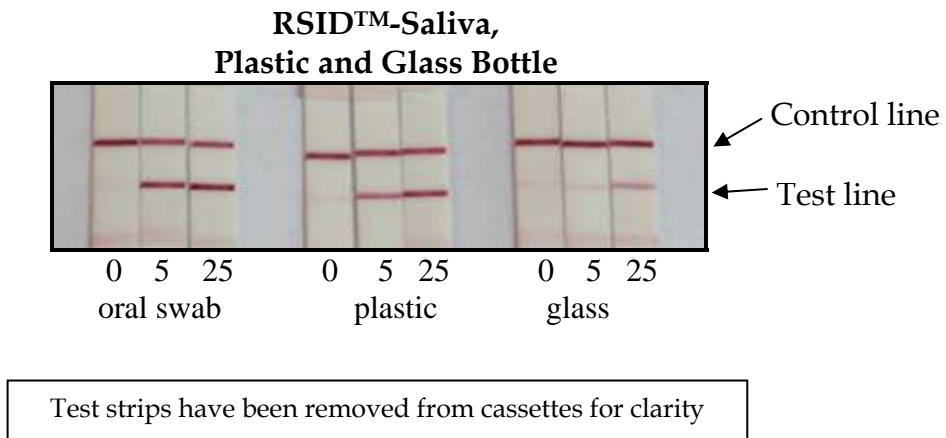 RSID™-Saliva,
Plastic and Glass Bottle
Control line
Test line
0 5 25 0 5 25 0 5 25
oral swab plastic glass
Test strips have been removed from cassettes for clarity